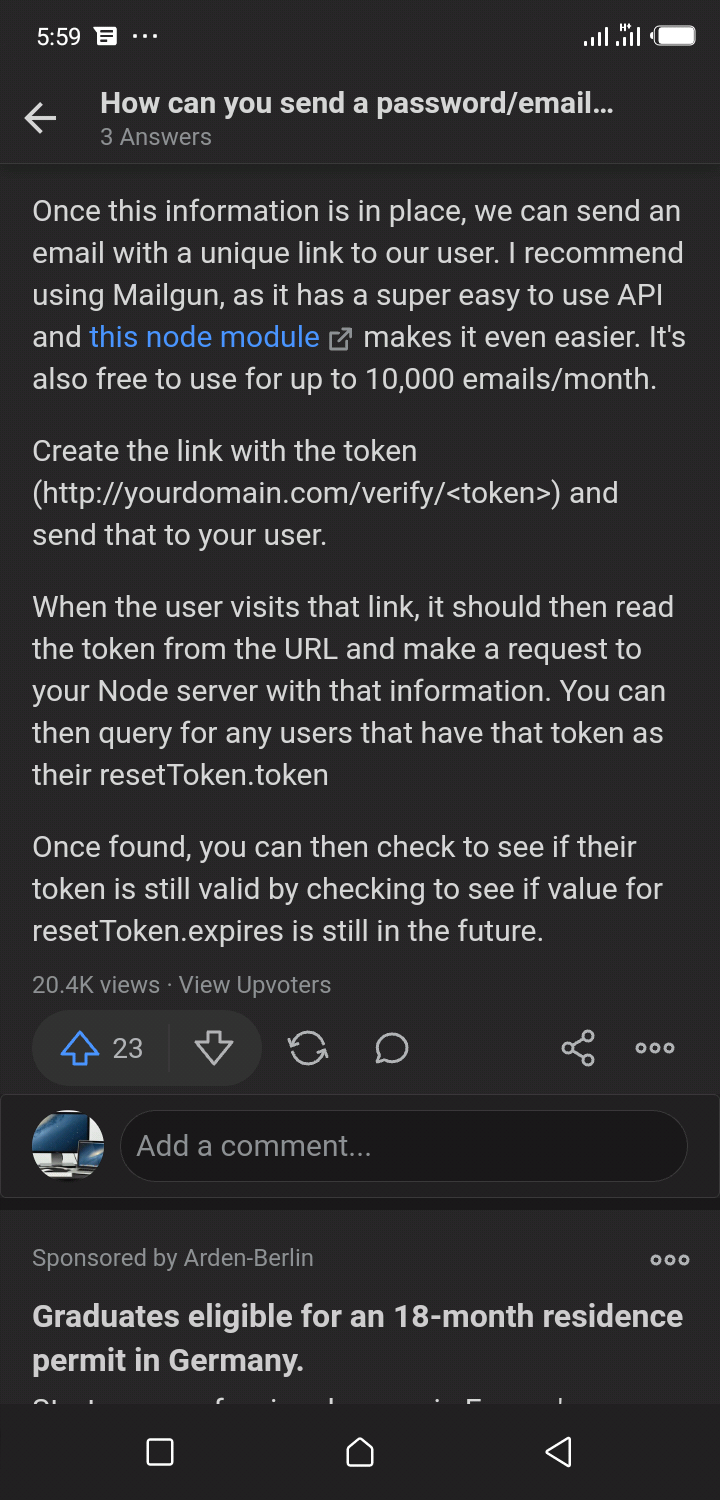 5:59
H+
How can you send a password/email...
3 Answers
Once this information is in place, we can send an
email with a unique link to our user. I recommend
using Mailgun, as it has a super easy to use API
and this node module makes it even easier. It's
also free to use for up to 10,000 emails/month.
Create the link with the token
(http://yourdomain.com/verify/<token>) and
send that to your user.
When the user visits that link, it should then read
the token from the URL and make a request to
your Node server with that information. You can
then query for any users that have that token as
their resetToken.token
Once found, you can then check to see if their
token is still valid by checking to see if value for
resetToken.expires is still in the future.
20.4K views · View Upvoters
23
Add a comment...
Sponsored by Arden-Berlin
Graduates eligible for an 18-month residence
permit in Germany.